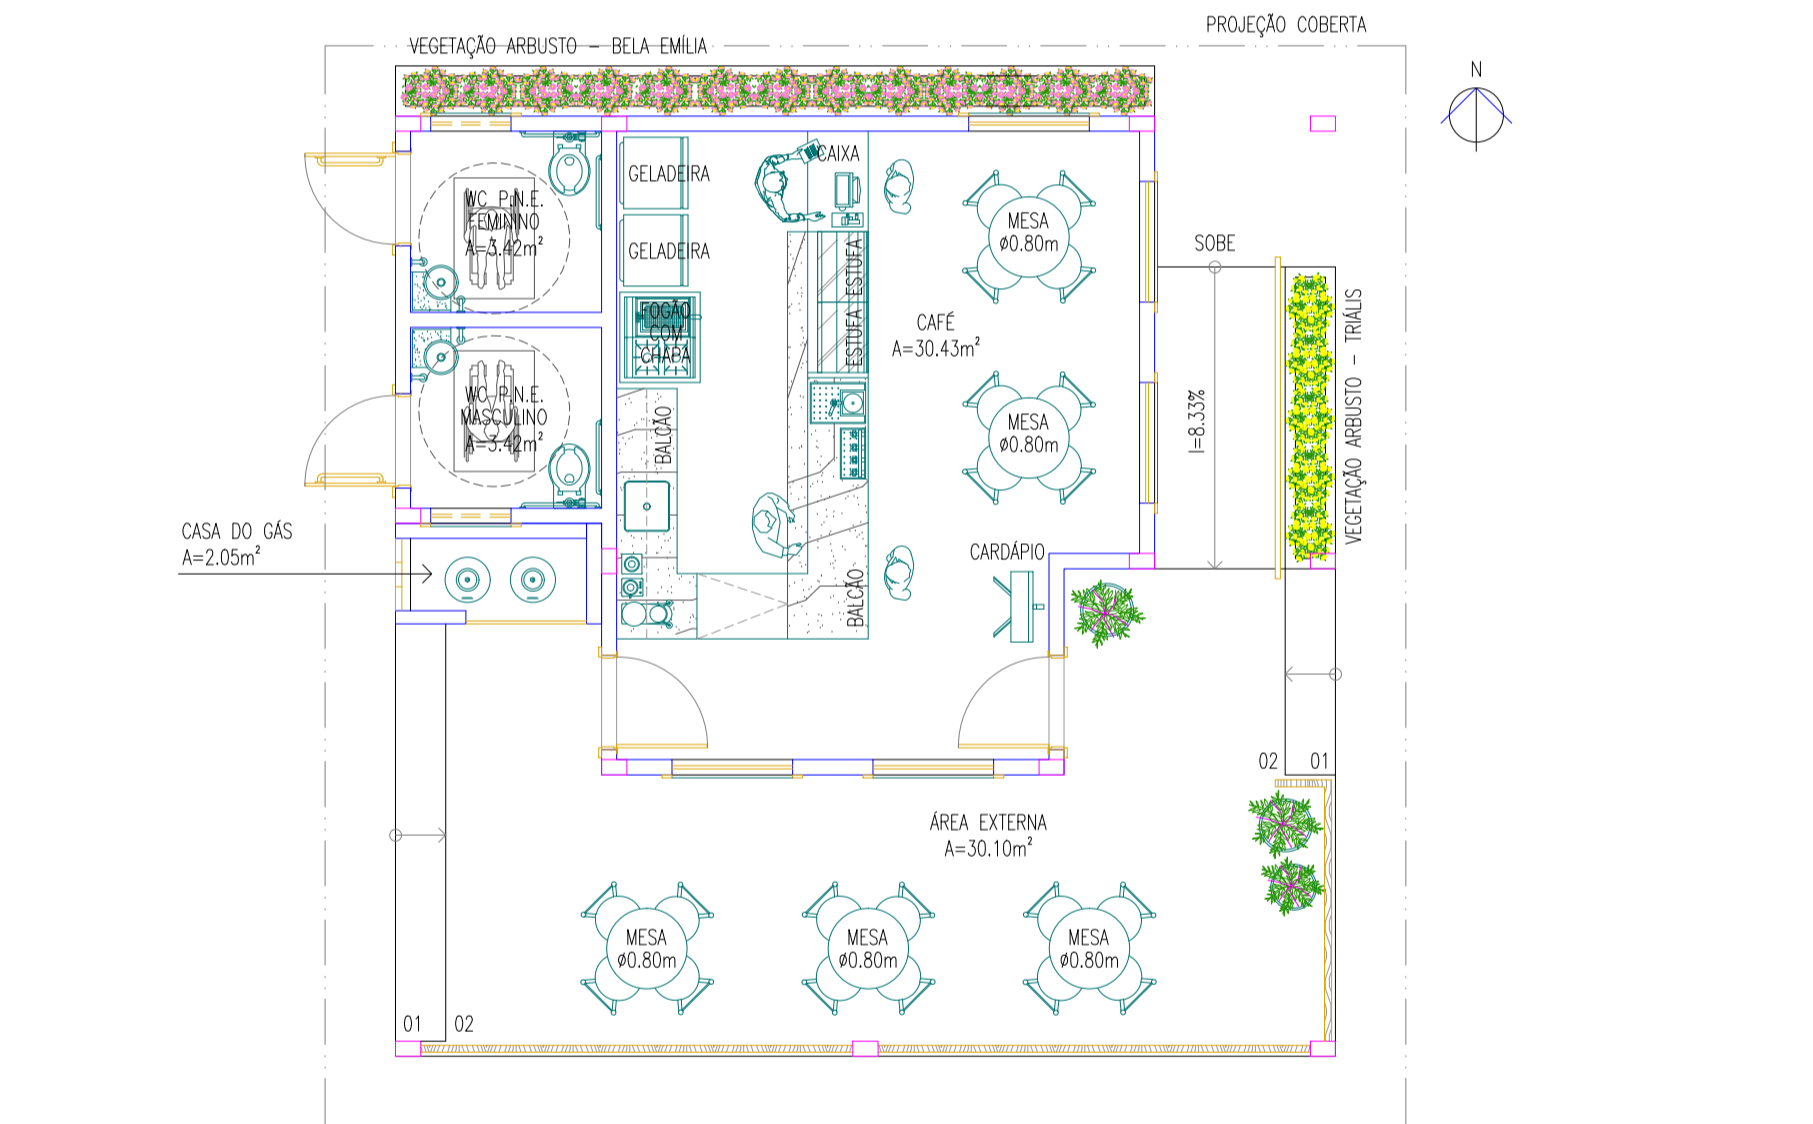 PROJEÇÃO COBERTA
VEGETAÇÃO ARBUSTO - BELA EMÍLIA
N
GELADEIRA
CAIXA
WC P.N.E.
FEMININO
A=3.42m²
MESA
Ø0.80m
SOBE
GELADEIRA
ESTUFA
ESTUFA
FOGÃO
COM
CHAPA
CAFÉ
A=30.43m²
VEGETAÇÃO ARBUSTO - TRIÁLIS
WC P.N.E.
MASCULINO
A=3.42m²
BALCÃO
MESA
Ø0.80m
I=8.33%
CASA DO GÁS
A=2.05m²
CARDÁPIO
BALCÃO
02
01
ÁREA EXTERNA
A=30.10m²
MESA
Ø0.80m
MESA
Ø0.80m
MESA
Ø0.80m
01
02